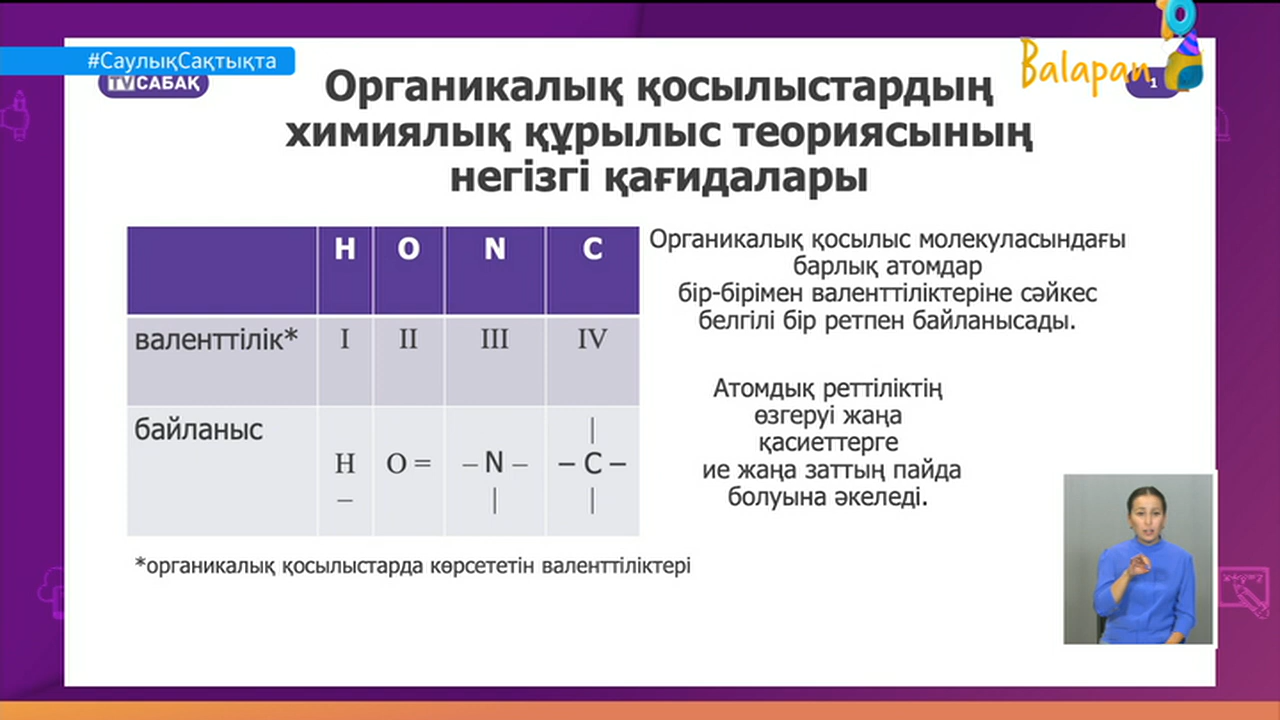 #СаулықСақтықта
TVСАБАҚ
Balapan
1
Органикалық қосылыстардың
химиялық құрылыс теориясының
негізгі қағидалары
H O N C
валенттілік* I II III IV
байланыс
|
H O = – N – – C –
– | |
*органикалық қосылыстарда көрсететін валенттіліктері
Органикалық қосылыс молекуласындағы
барлық атомдар
бір-бірімен валенттіліктеріне сәйкес
белгілі бір ретпен байланысады.
Атомдық реттіліктің
өзгеруі жаңа
қасиеттерге
ие жаңа заттың пайда
болуына әкеледі.